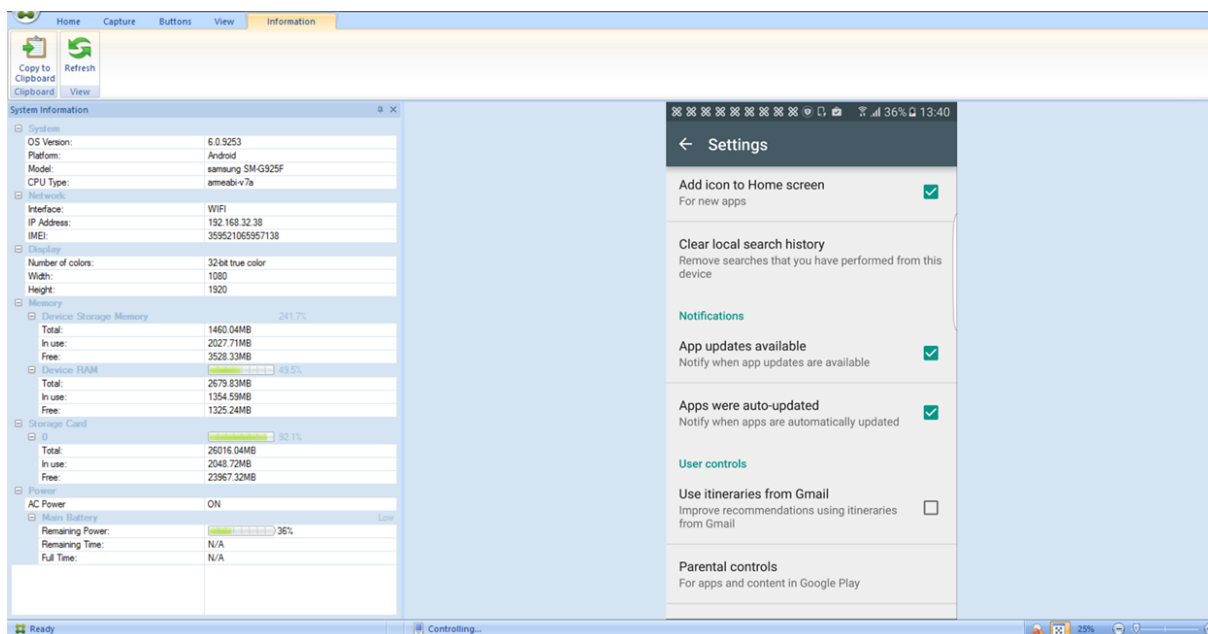 Home Capture Buttons View Information
Copy to Clipboard
Refresh
Clipboard View
System Information
System
OS Version: 6.0.9253
Platform: Android
Model: samsung SM-G925F
CPU Type: armeabi-v7a
Network
Interface: WIFI
IP Address: 192.168.32.38
IMEI: 359521065957138
Display
Number of colors: 32-bit true color
Width: 1080
Height: 1920
Memory
Device Storage Memory 241.7%
Total: 1460.04MB
In use: 2027.71MB
Free: 3528.33MB
Device RAM 49.5%
Total: 2679.83MB
In use: 1354.59MB
Free: 1325.24MB
Storage Card
0 92.1%
Total: 26016.04MB
In use: 2048.72MB
Free: 23967.32MB
Power
AC Power ON
Main Battery Low
Remaining Power: 36%
Remaining Time: N/A
Full Time: N/A
36% 13:40
Settings
Add icon to Home screen
For new apps
Clear local search history
Remove searches that you have performed from this
device
Notifications
App updates available
Notify when app updates are available
Apps were auto-updated
Notify when apps are automatically updated
User controls
Use itineraries from Gmail
Improve recommendations using itineraries
from Gmail
Parental controls
For apps and content in Google Play
Ready
Controlling...
25%